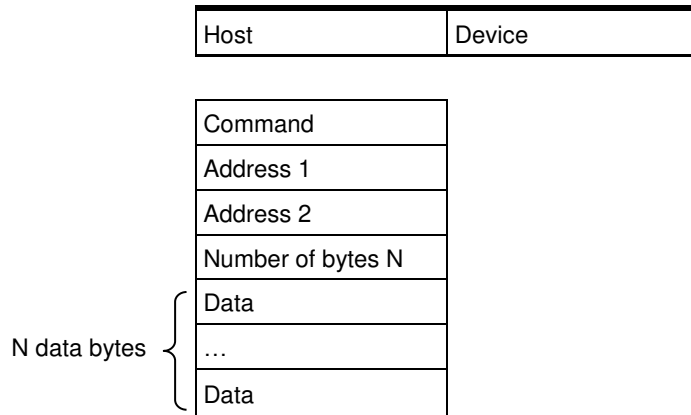 Host Device
Command
Address 1
Address 2
Number of bytes N
Data
N data bytes …
Data